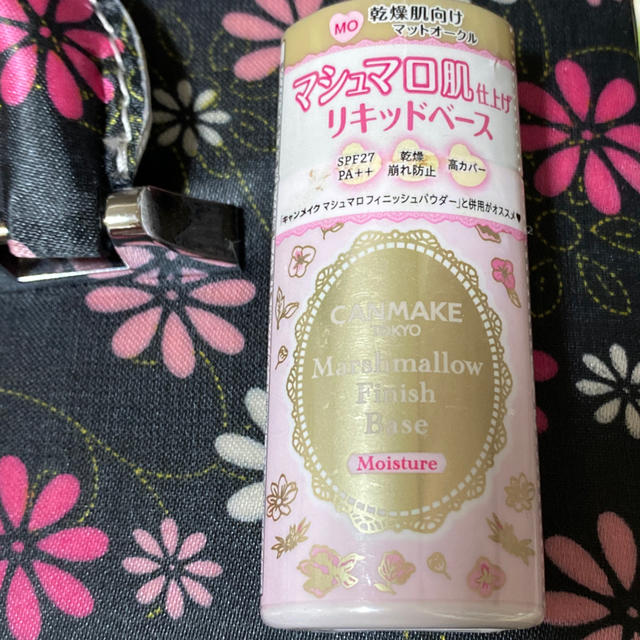 MO 乾燥肌向け
マットオークル
マシュマロ肌仕上げ
リキッドベース
SPF27
PA++
乾燥
崩れ防止
高カバー
「キャンメイク マシュマロフィニッシュパウダー」と併用がオススメ♥
CANMAKE
TOKYO
Marshmallow
Finish
Base
Moisture